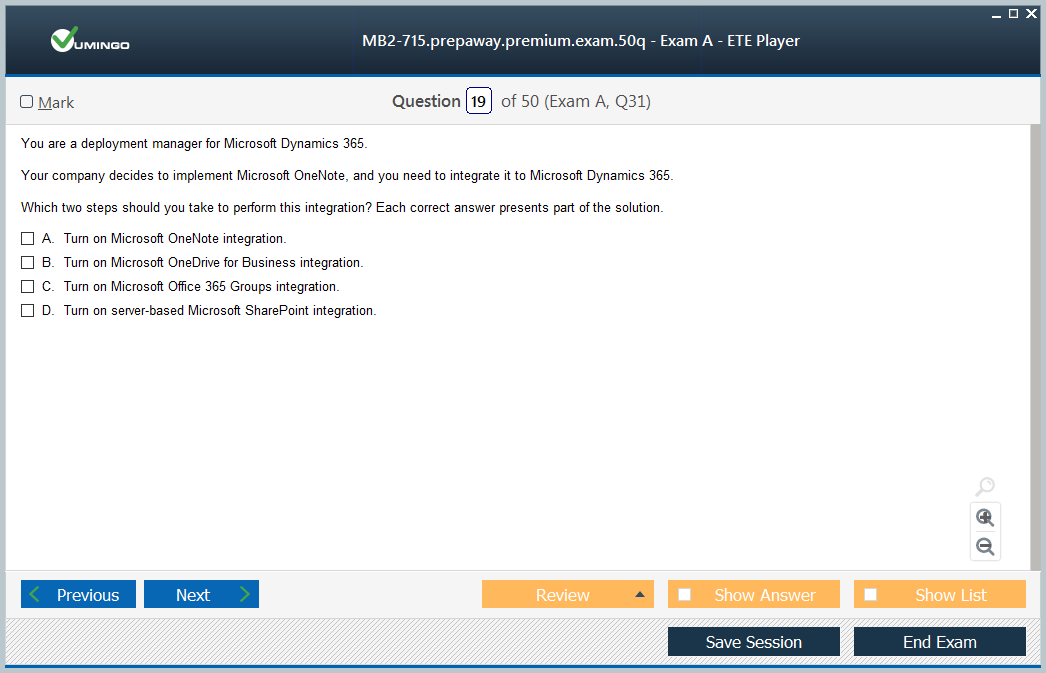 VUMINGO
MB2-715.prepaway.premium.exam.50q - Exam A - ETE Player
Mark
Question 19 of 50 (Exam A, Q31)
You are a deployment manager for Microsoft Dynamics 365.
Your company decides to implement Microsoft OneNote, and you need to integrate it to Microsoft Dynamics 365.
Which two steps should you take to perform this integration? Each correct answer presents part of the solution.
A. Turn on Microsoft OneNote integration.
B. Turn on Microsoft OneDrive for Business integration.
C. Turn on Microsoft Office 365 Groups integration.
D. Turn on server-based Microsoft SharePoint integration.
Previous Next Review Show Answer Show List
Save Session End Exam